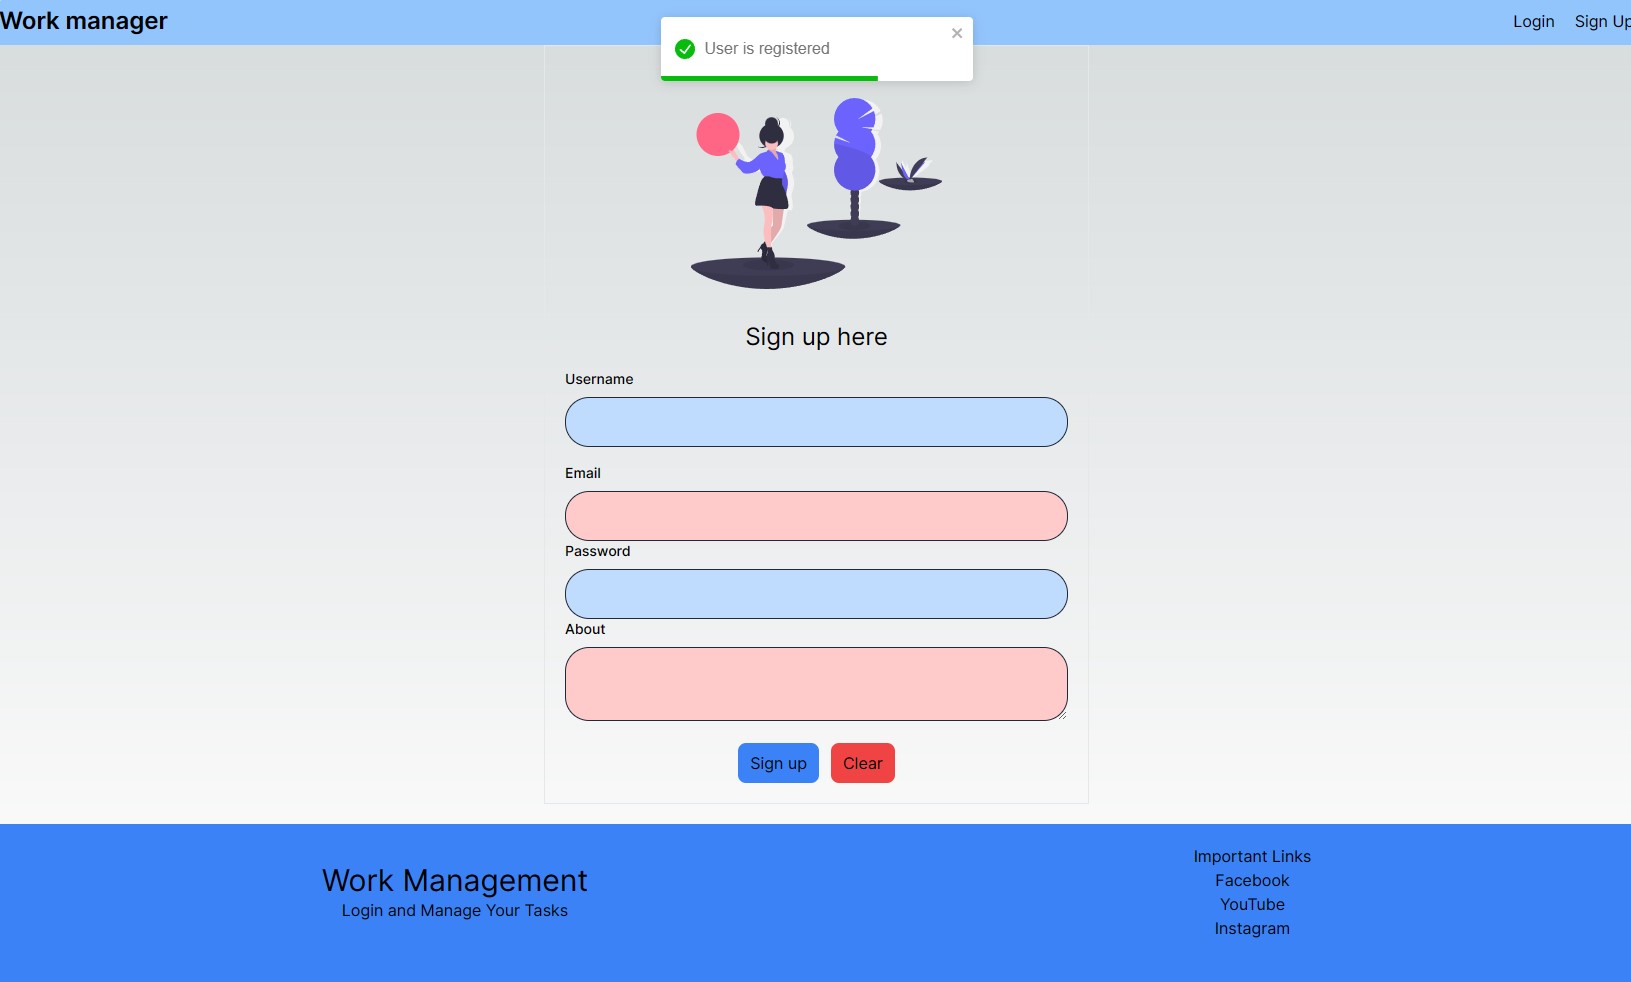 Work manager
Login
Sign Up
User is registered
Sign up here
Username
Email
Password
About
Sign up
Clear
Work Management
Login and Manage Your Tasks
Important Links
Facebook
YouTube
Instagram